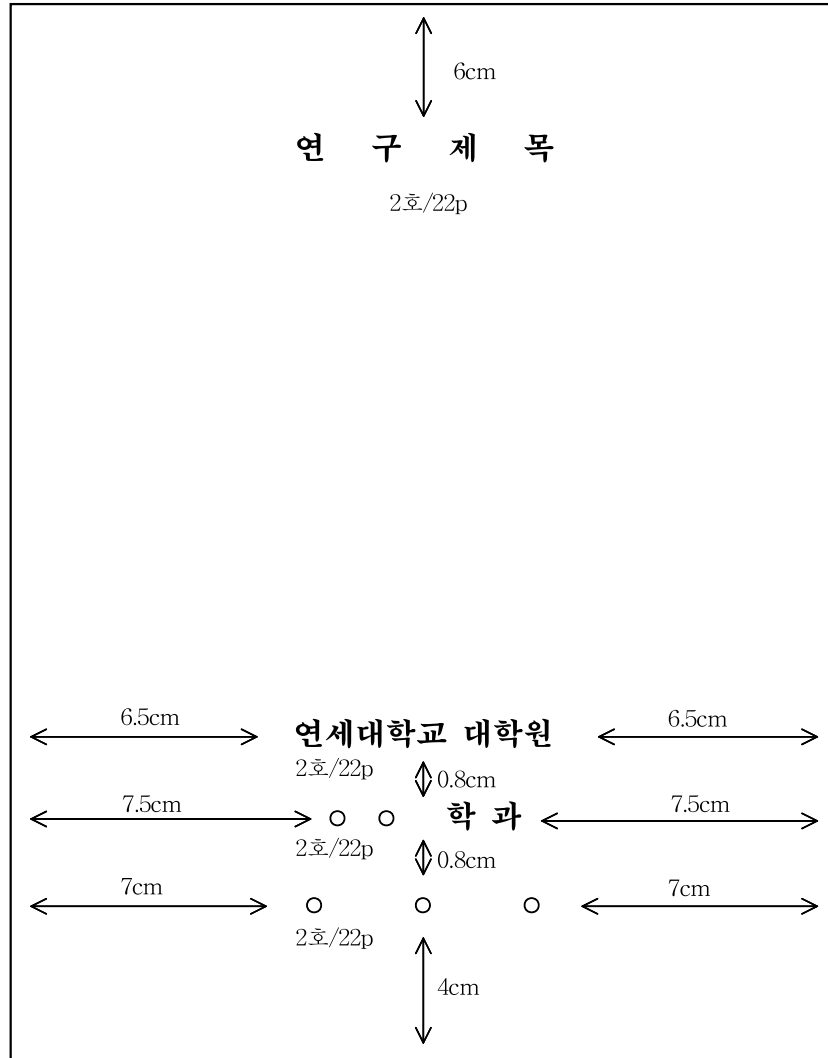 6cm
연 구 제 목
2호/22p
6.5cm 연세대학교 대학원 6.5cm
2호/22p 0.8cm
7.5cm ○ ○ 학 과 7.5cm
2호/22p 0.8cm
7cm ○ ○ ○ 7cm
2호/22p
4cm